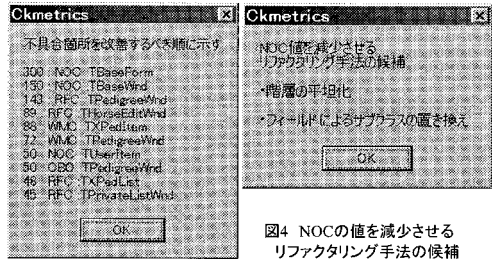 Ckmetrics
不具合箇所を改善するべき順に示す
300 NOC TBaseForm
150 NOC TBaseWnd
143 RFC TPedigreeWnd
89 RFC THorseEditWnd
86 WMC TXPedItem
72 WMC TPedigreeWnd
50 NOC TUserItem
50 CBO TPedigreeWnd
46 RFC TXPedList
45 RFC TPrivateListWnd
OK
Ckmetrics
NOC値を減少させる
リファクタリング手法の候補
・階層の平坦化
・フィールドによるサブクラスの置き換え
OK
図4 NOCの値を減少させる
リファクタリング手法の候補